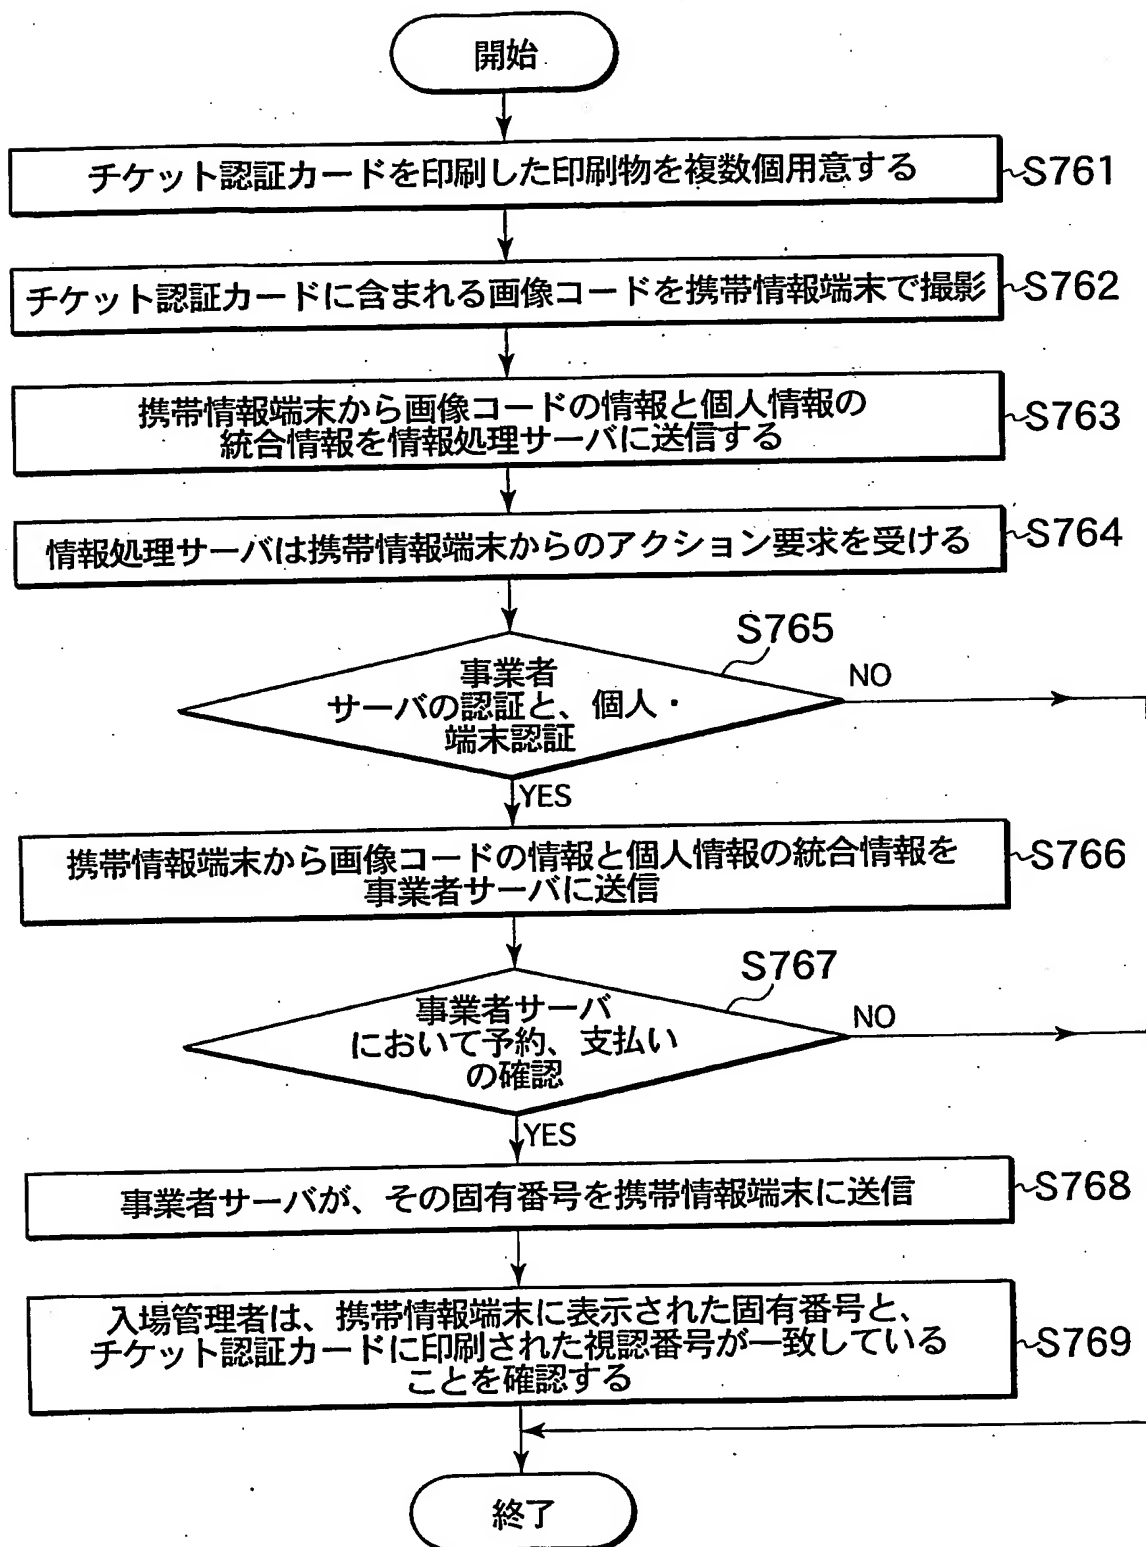 開始
チケット認証カードを印刷した印刷物を複数個用意する
S761
チケット認証カードに含まれる画像コードを携帯情報端末で撮影
S762
携帯情報端末から画像コードの情報と個人情報の
統合情報を情報処理サーバに送信する
S763
情報処理サーバは携帯情報端末からのアクション要求を受ける
S764
S765
事業者
サーバの認証と、個人・
端末認証
NO
YES
携帯情報端末から画像コードの情報と個人情報の統合情報を
事業者サーバに送信
S766
S767
事業者サーバ
において予約、支払い
の確認
NO
YES
事業者サーバが、その固有番号を携帯情報端末に送信
S768
入場管理者は、携帯情報端末に表示された固有番号と、
チケット認証カードに印刷された視認番号が一致している
ことを確認する
S769
終了